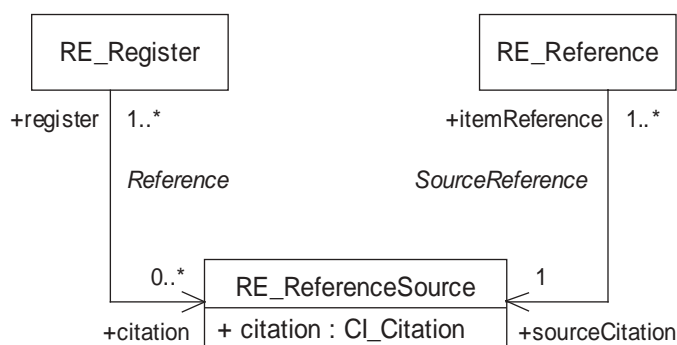 RE_Register
RE_Reference
+register 1..*
+itemReference 1..*
Reference
SourceReference
0..*
RE_ReferenceSource
1
+citation
+ citation : CI_Citation
+sourceCitation